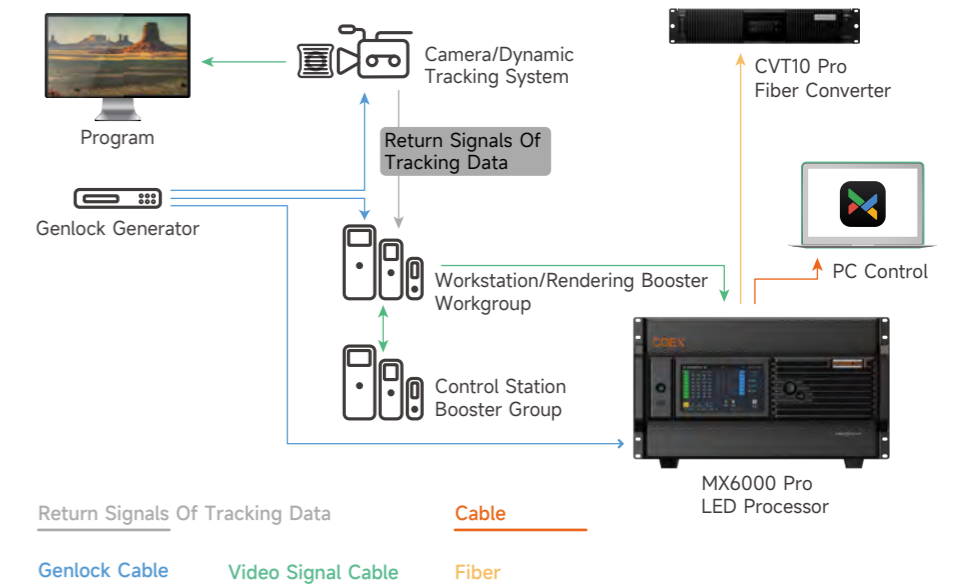 Camera/Dynamic
Tracking System
CVT10 Pro
Fiber Converter
Program
Return Signals Of
Tracking Data
Genlock Generator
PC Control
Workstation/Rendering Booster
Workgroup
COEX
Control Station
Booster Group
MX6000 Pro
LED Processor
Return Signals Of Tracking Data
Cable
Genlock Cable
Video Signal Cable
Fiber